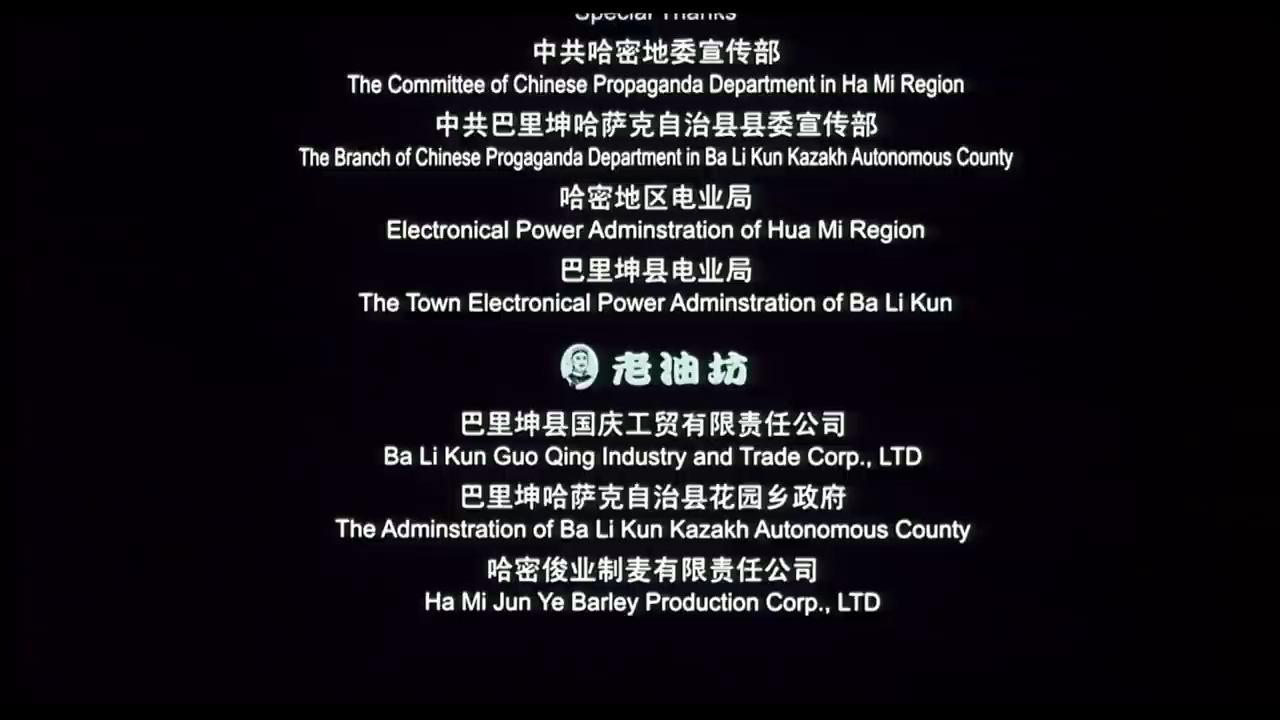 Special Thanks
中共哈密地委宣传部
The Committee of Chinese Propaganda Department in Ha Mi Region
中共巴里坤哈萨克自治县县委宣传部
The Branch of Chinese Progaganda Department in Ba Li Kun Kazakh Autonomous County
哈密地区电业局
Electronical Power Adminstration of Hua Mi Region
巴里坤县电业局
The Town Electronical Power Adminstration of Ba Li Kun
老油坊
巴里坤县国庆工贸有限责任公司
Ba Li Kun Guo Qing Industry and Trade Corp., LTD
巴里坤哈萨克自治县花园乡政府
The Adminstration of Ba Li Kun Kazakh Autonomous County
哈密俊业制麦有限责任公司
Ha Mi Jun Ye Barley Production Corp., LTD